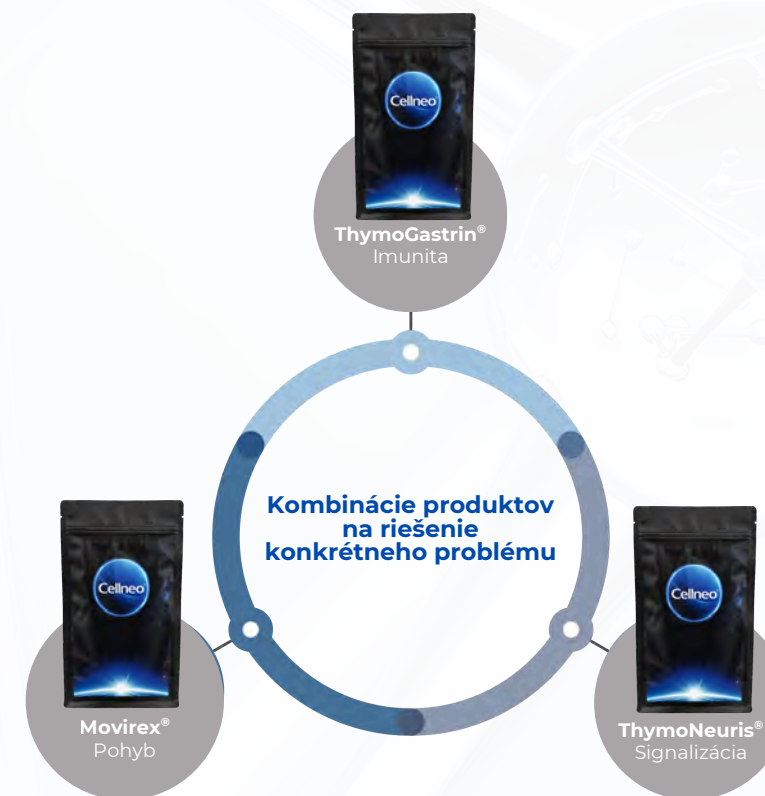 Cellneo
ThymoGastrin®
Imunita
Kombinácie produktov
na riešenie
konkrétneho problému
Cellneo
Movirex®
Pohyb
Cellneo
ThymoNeuris®
Signalizácia